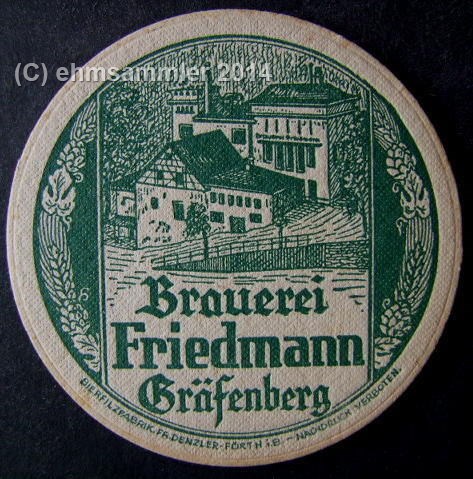 (C) ehmsammler 2014
Brauerei
Friedmann
Gräfenberg
BIERFILZFABRIK-FR.DENZLER-FÜRTH i.B. - NACHDRUCK VERBOTEN.